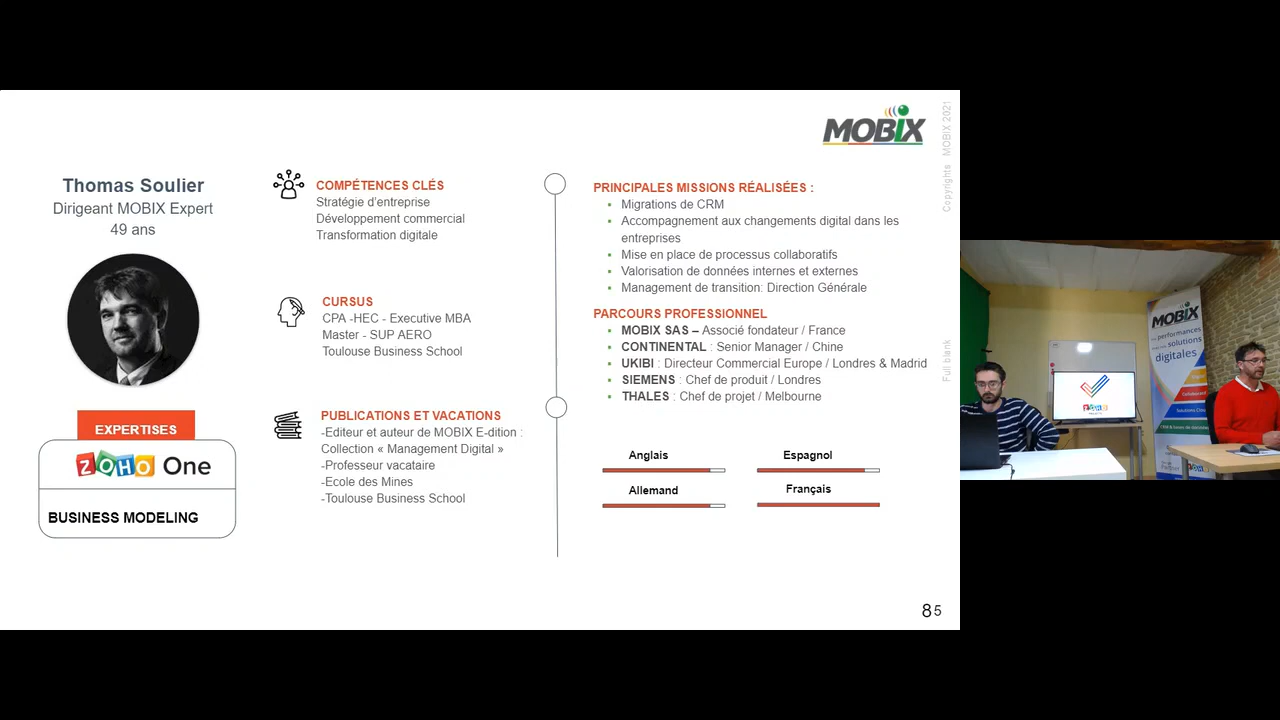 MOBIX
Copyrights MOBIX 2021
Full blank
Thomas Soulier
Dirigeant MOBIX Expert
49 ans
EXPERTISES
ZOHO One
BUSINESS MODELING
COMPÉTENCES CLÉS
Stratégie d'entreprise
Développement commercial
Transformation digitale
CURSUS
CPA -HEC - Executive MBA
Master - SUP AERO
Toulouse Business School
PUBLICATIONS ET VACATIONS
-Editeur et auteur de MOBIX E-dition :
Collection « Management Digital »
-Professeur vacataire
-Ecole des Mines
-Toulouse Business School
PRINCIPALES MISSIONS RÉALISÉES :
Migrations de CRM
Accompagnement aux changements digital dans les
entreprises
Mise en place de processus collaboratifs
Valorisation de données internes et externes
Management de transition: Direction Générale
PARCOURS PROFESSIONNEL
MOBIX SAS – Associé fondateur / France
CONTINENTAL : Senior Manager / Chine
UKIBI : Directeur Commercial Europe / Londres & Madrid
SIEMENS : Chef de produit / Londres
THALES : Chef de projet / Melbourne
Anglais
Espagnol
Allemand
Français
85
MOBIX
performances
solutions
digitales
ZOHO